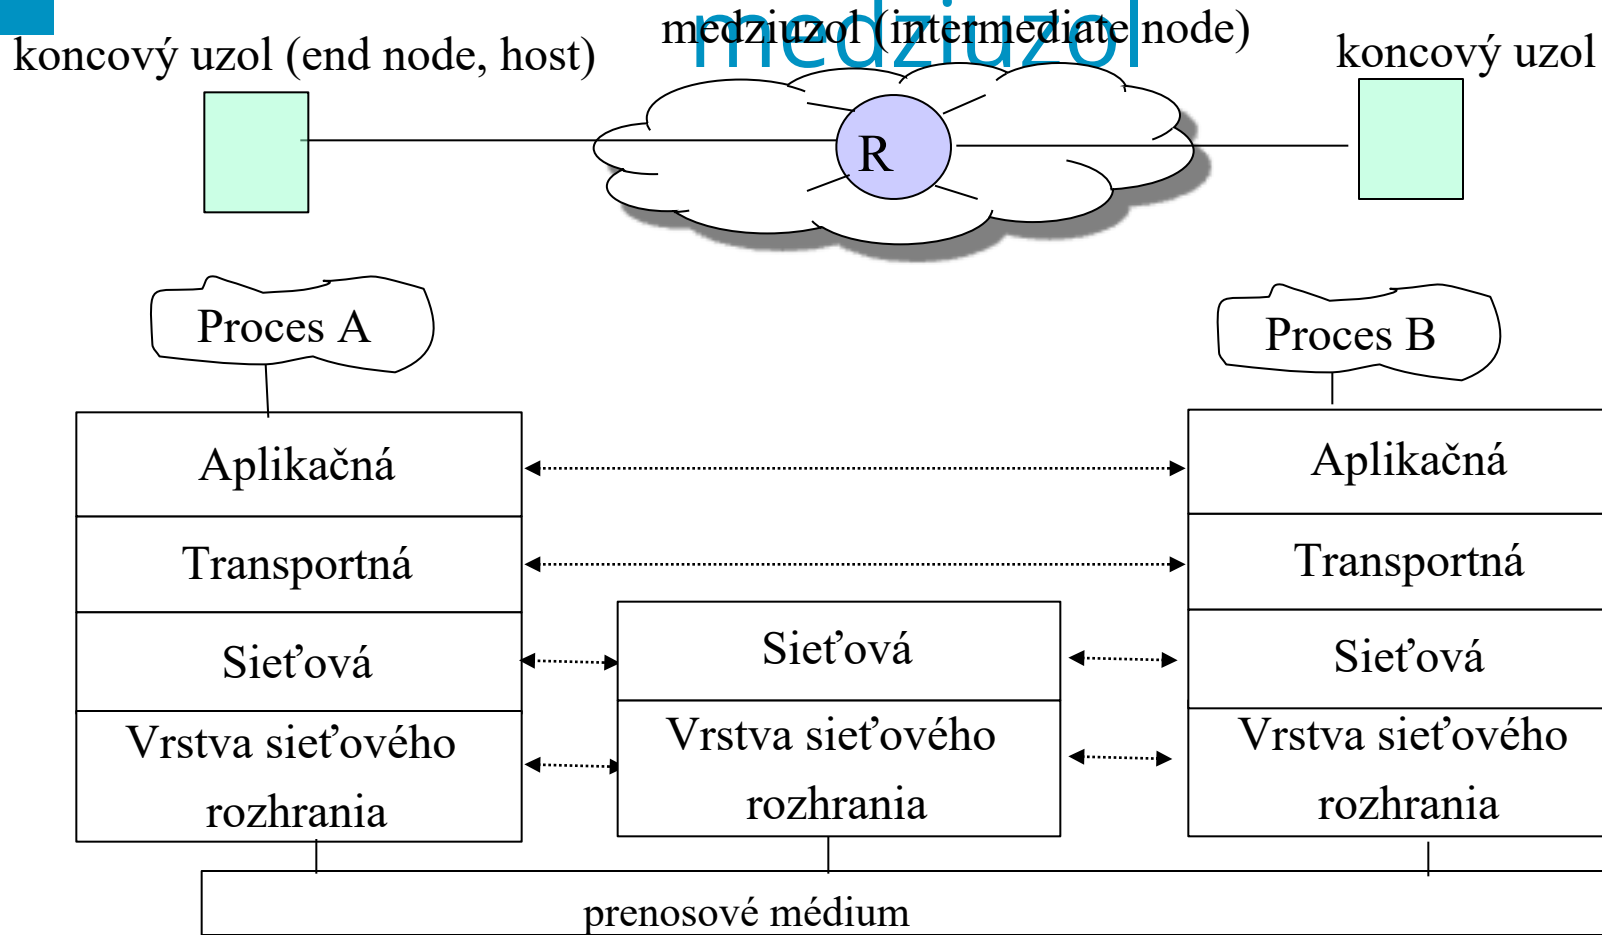 medziuzol
koncový uzol (end node, host)
medziuzol (intermediate node)
koncový uzol
R
Proces A
Proces B
Aplikačná
Aplikačná
Transportná
Transportná
Sieťová
Sieťová
Sieťová
Vrstva sieťového
rozhrania
Vrstva sieťového
rozhrania
Vrstva sieťového
rozhrania
prenosové médium